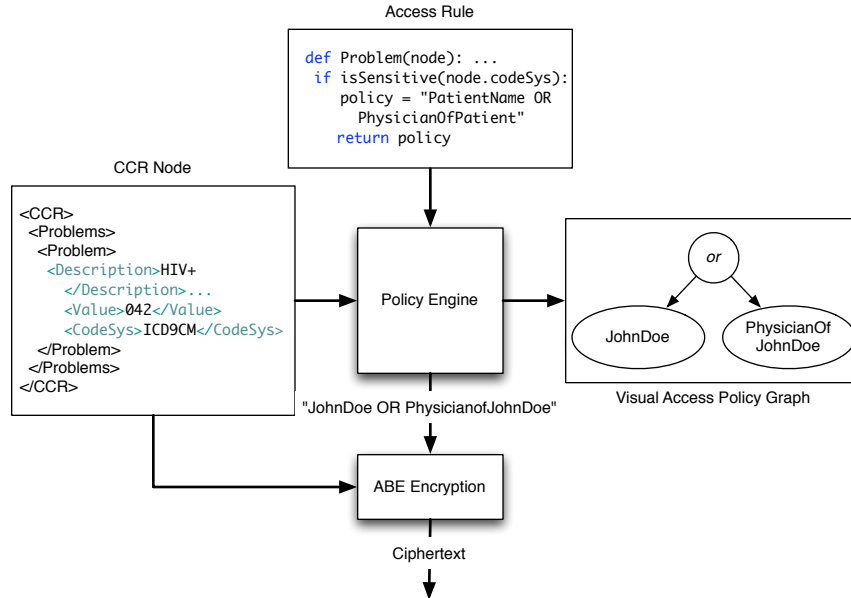 Access Rule
def Problem(node): ...
if isSensitive(node.codeSys):
policy = "PatientName OR
PhysicianOfPatient"
return policy
CCR Node
<CCR>
<Problems>
<Problem>
<Description>HIV+
</Description>...
<Value>042</Value>
<CodeSys>ICD9CM</CodeSys>
</Problem>
</Problems>
</CCR>
Policy Engine
or
JohnDoe
PhysicianOf
JohnDoe
Visual Access Policy Graph
"JohnDoe OR PhysicianofJohnDoe"
ABE Encryption
Ciphertext